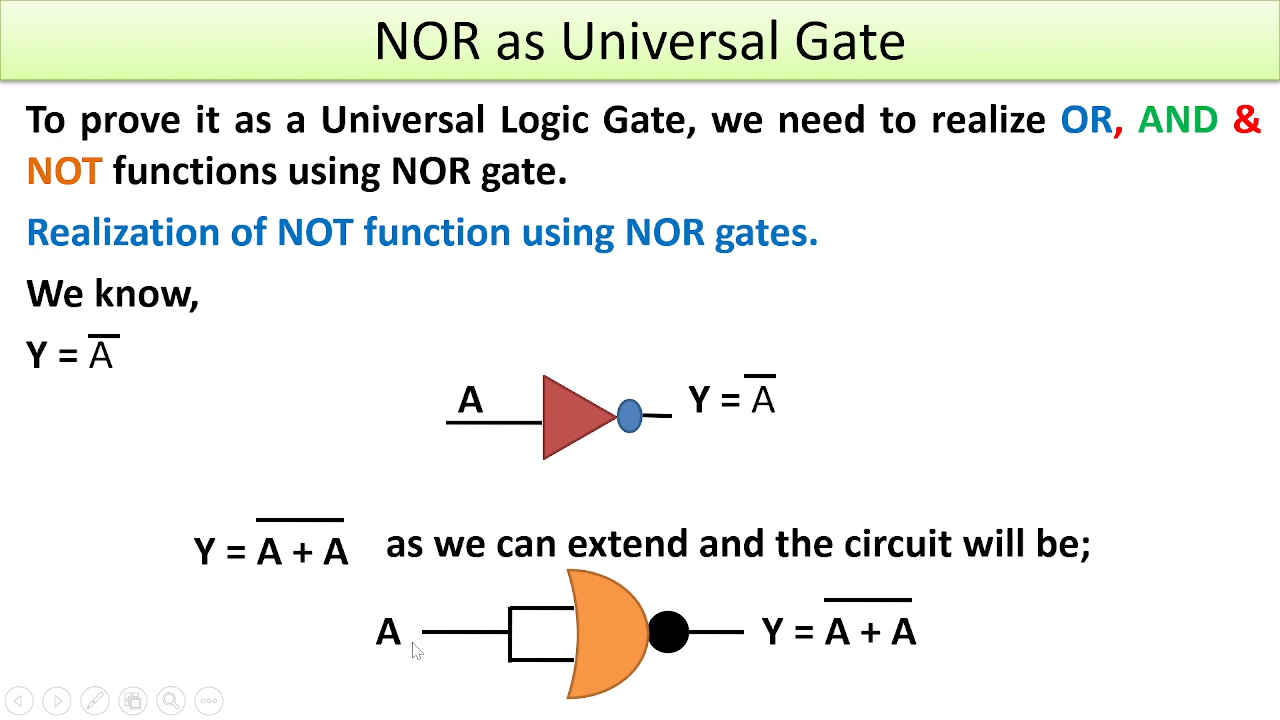 NOR as Universal Gate
To prove it as a Universal Logic Gate, we need to realize OR, AND &
NOT functions using NOR gate.
Realization of NOT function using NOR gates.
We know,
Y = A̅
A
Y = A̅
Y = A̅ ̅+̅ ̅A̅ as we can extend and the circuit will be;
A
Y = A̅ ̅+̅ ̅A̅